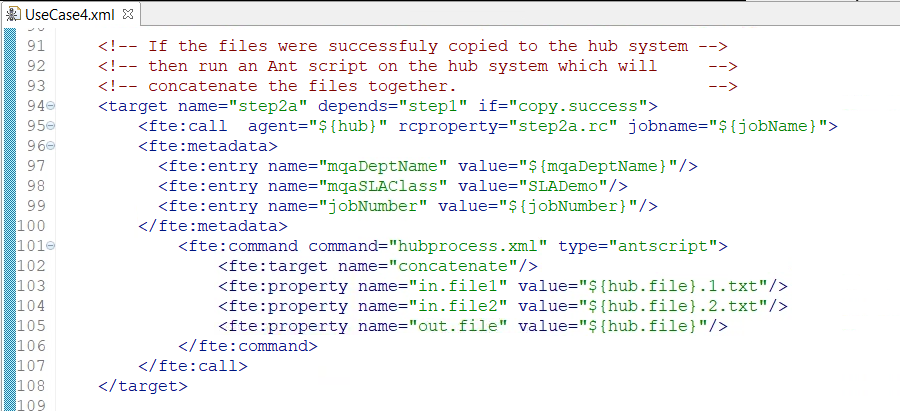 UseCase4.xml
91 <!-- If the files were successfuly copied to the hub system -->
92 <!-- then run an Ant script on the hub system which will -->
93 <!-- concatenate the files together. -->
94 <target name="step2a" depends="step1" if="copy.success">
95 <fte:call agent="${hub}" rcproperty="step2a.rc" jobname="${jobName}">
96 <fte:metadata>
97 <fte:entry name="mqaDeptName" value="${mqaDeptName}"/>
98 <fte:entry name="mqaSLAClass" value="SLADemo"/>
99 <fte:entry name="jobNumber" value="${jobNumber}"/>
100 </fte:metadata>
101 <fte:command command="hubprocess.xml" type="antscript">
102 <fte:target name="concatenate"/>
103 <fte:property name="in.file1" value="${hub.file}.1.txt"/>
104 <fte:property name="in.file2" value="${hub.file}.2.txt"/>
105 <fte:property name="out.file" value="${hub.file}"/>
106 </fte:command>
107 </fte:call>
108 </target>
109